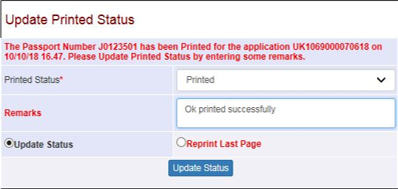 Update Printed Status
The Passport Number J0123501 has been Printed for the application UK1069000070618 on
10/10/18 16.47. Please Update Printed Status by entering some remarks.
Printed Status* Printed
Remarks Ok printed successfully
Update Status Reprint Last Page
Update Status